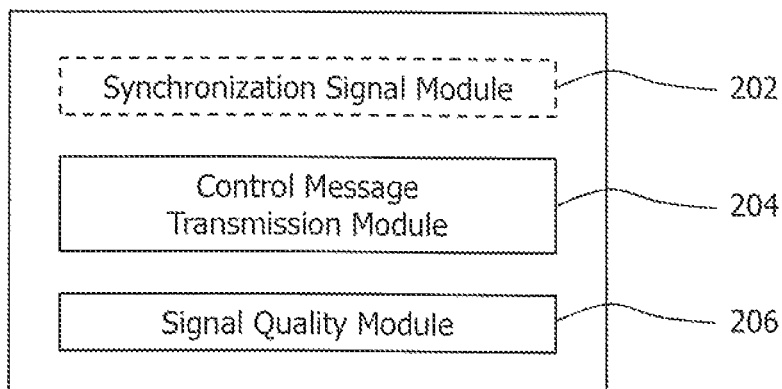 Synchronization Signal Module
202
Control Message
Transmission Module
204
Signal Quality Module
206